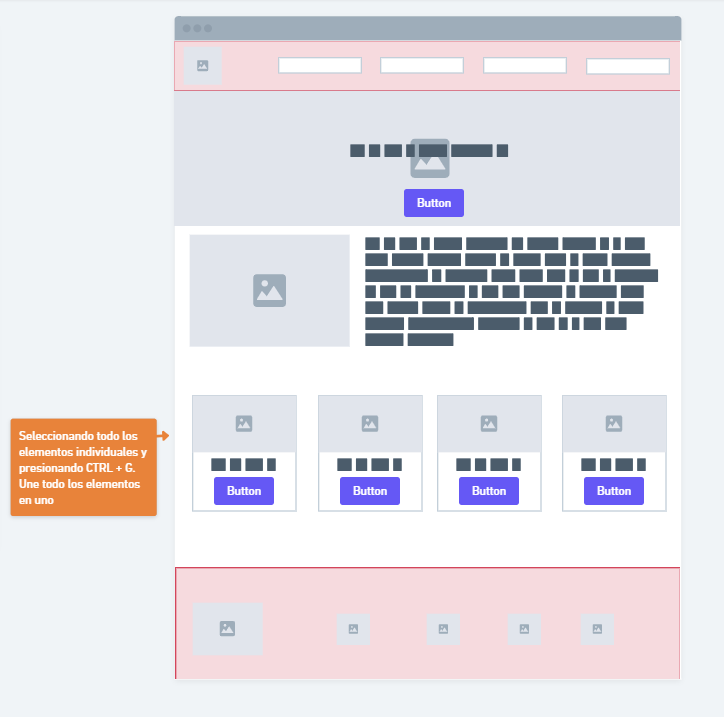 Button
Seleccionando todo los
elementos individuales y
presionando CTRL + G.
Une todo los elementos
en uno
Button
Button
Button
Button